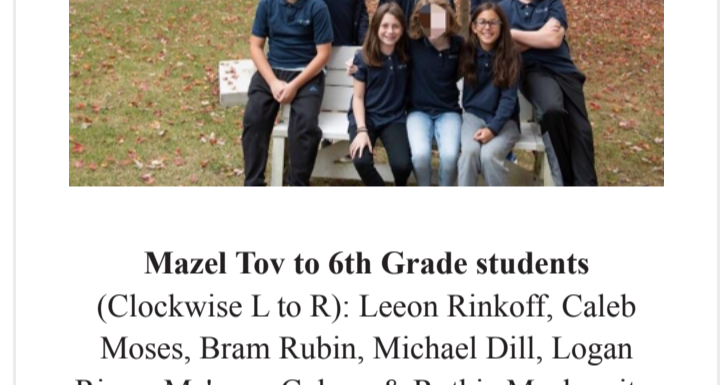 Mazel Tov to 6th Grade students
(Clockwise L to R): Leeon Rinkoff, Caleb
Moses, Bram Rubin, Michael Dill, Logan